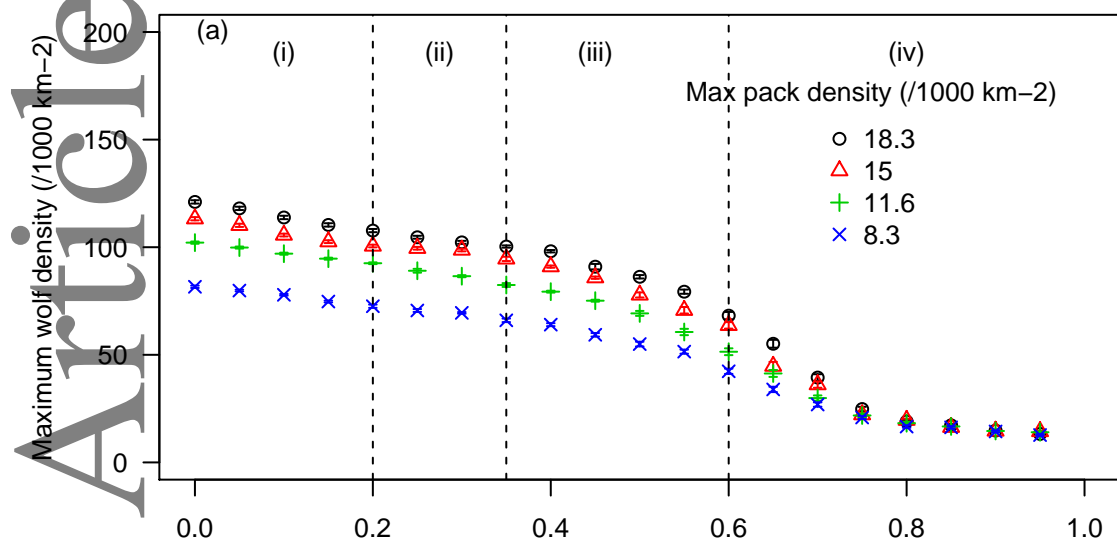 Article
Maximum wolf density (/1000 km−2)
200
150
100
50
0
(a)
(i)
(ii)
(iii)
(iv)
Max pack density (/1000 km−2)
18.3
15
11.6
8.3
0.0
0.2
0.4
0.6
0.8
1.0